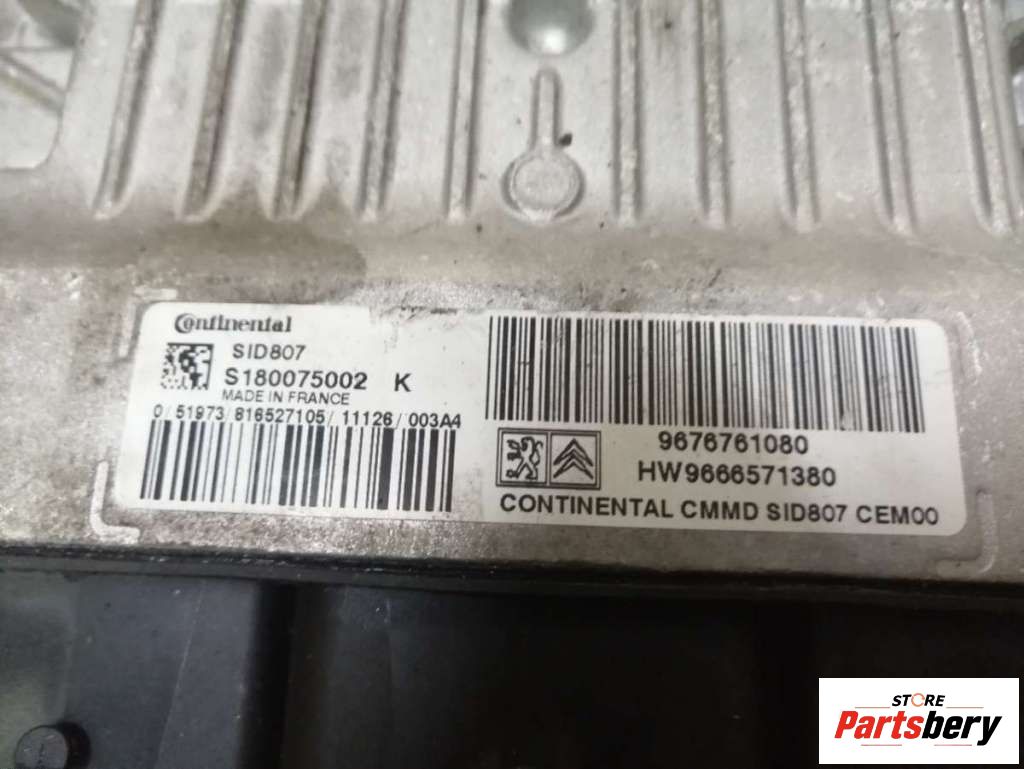 Continental
SID807
S180075002 K
MADE IN FRANCE
0/51973/816527105/11126/003A4
9676761080
HW9666571380
CONTINENTAL CMMD SID807 CEM00
STORE
Partsbery